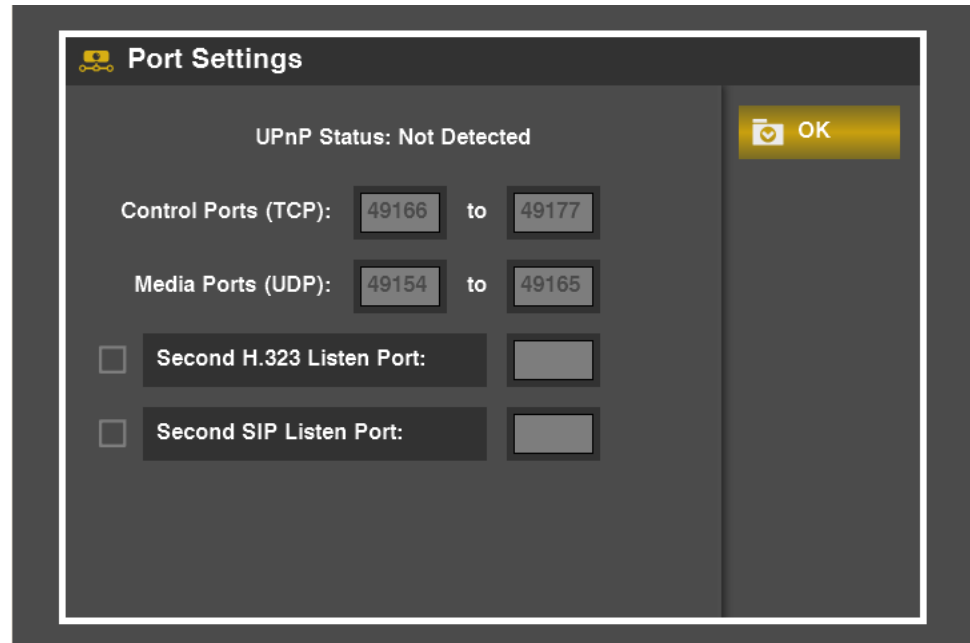 Port Settings
UPnP Status: Not Detected
OK
Control Ports (TCP): 49166 to 49177
Media Ports (UDP): 49154 to 49165
Second H.323 Listen Port:
Second SIP Listen Port: